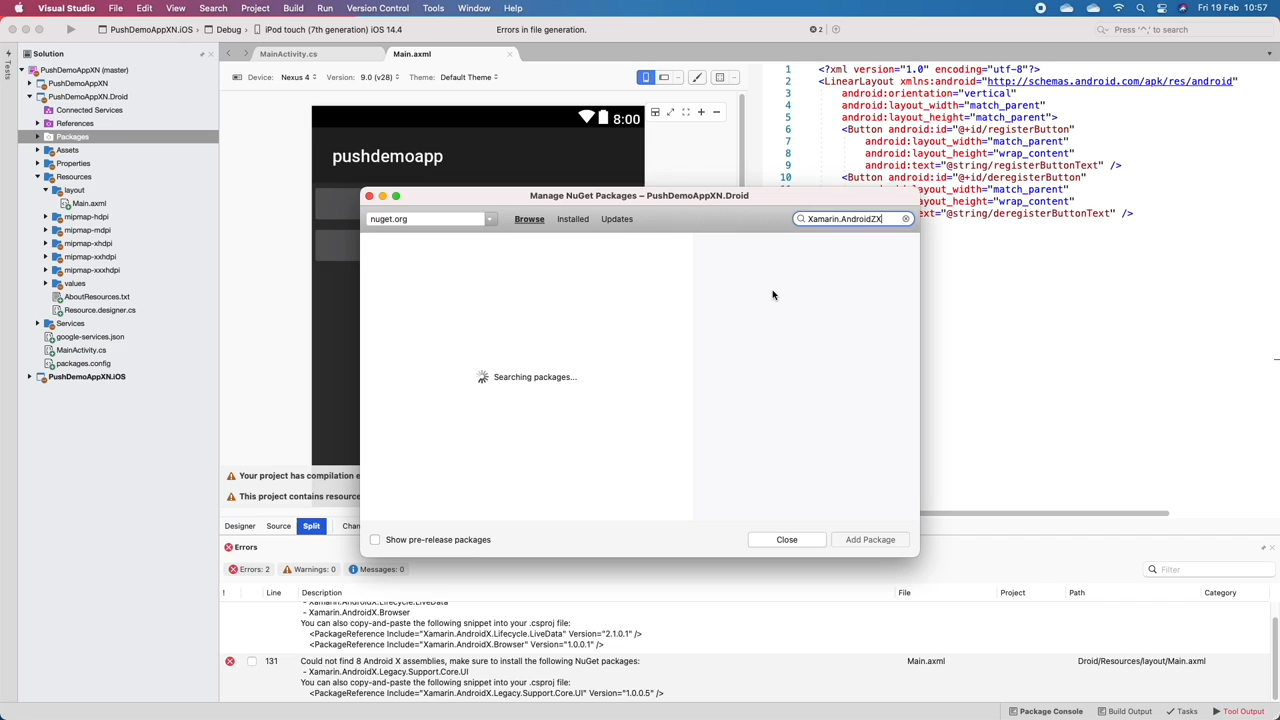 Visual Studio File Edit View Search Project Build Run Version Control Tools Window Help Fri 19 Feb 10:57
PushDemoAppXN.iOS › Debug › iPod touch (7th generation) iOS 14.4 Errors in file generation. 2 Press '^,' to search
Tests
Solution
PushDemoAppXN (master)
PushDemoAppXN
PushDemoAppXN.Droid
Connected Services
References
Packages
Assets
Properties
Resources
layout
Main.axml
mipmap-hdpi
mipmap-mdpi
mipmap-xhdpi
mipmap-xxhdpi
mipmap-xxxhdpi
values
AboutResources.txt
Resource.designer.cs
Services
google-services.json
MainActivity.cs
packages.config
PushDemoAppXN.iOS
MainActivity.cs Main.axml
Device: Nexus 4 Version: 9.0 (v28) Theme: Default Theme
8:00
pushdemoapp
1 <?xml version="1.0" encoding="utf-8"?>
2 <LinearLayout xmlns:android="http://schemas.android.com/apk/res/android"
3 android:orientation="vertical"
4 android:layout_width="match_parent"
5 android:layout_height="match_parent">
6 <Button android:id="@+id/registerButton"
7 android:layout_width="match_parent"
8 android:layout_height="wrap_content"
9 android:text="@string/registerButtonText" />
10 <Button android:id="@+id/deregisterButton"
ayout_width="match_parent"
ayout_height="wrap_content"
ext="@string/deregisterButtonText" />
Manage NuGet Packages – PushDemoAppXN.Droid
nuget.org Browse Installed Updates Xamarin.AndroidZX
Searching packages...
Show pre-release packages Close Add Package
Your project has compilation e
This project contains resource
Designer Source Split Chan
Errors
Errors: 2 Warnings: 0 Messages: 0 Filter
! Line Description File Project Path Category
- Xamarin.AndroidX.Lifecycle.LiveData
- Xamarin.AndroidX.Browser
You can also copy-and-paste the following snippet into your .csproj file:
<PackageReference Include="Xamarin.AndroidX.Lifecycle.LiveData" Version="2.1.0.1" />
<PackageReference Include="Xamarin.AndroidX.Browser" Version="1.0.0.1" />
131 Could not find 8 Android X assemblies, make sure to install the following NuGet packages: Main.axml Droid/Resources/layout/Main.axml
- Xamarin.AndroidX.Legacy.Support.Core.UI
You can also copy-and-paste the following snippet into your .csproj file:
<PackageReference Include="Xamarin.AndroidX.Legacy.Support.Core.UI" Version="1.0.0.5" />
Package Console Build Output Tasks Tool Output